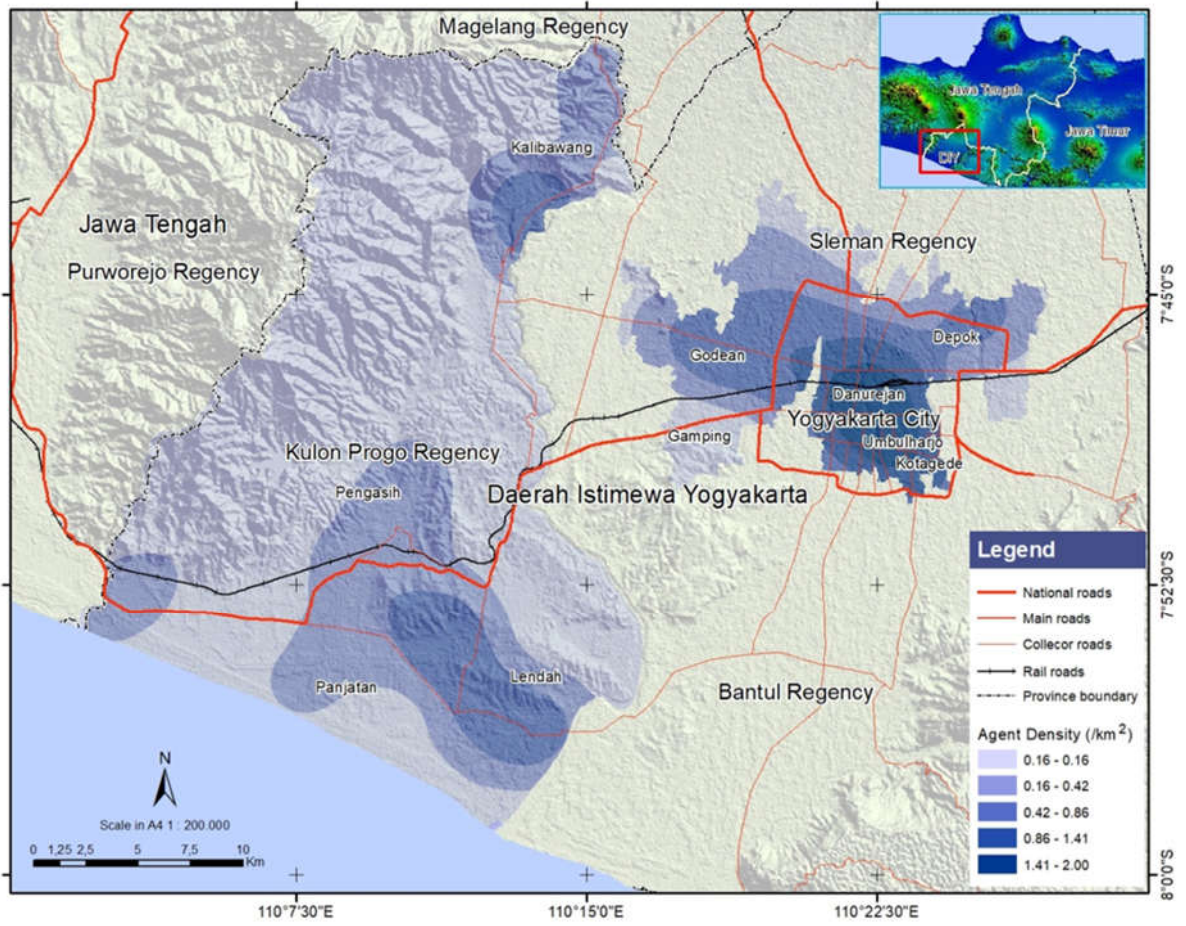 Magelang Regency
Jawa Tengah
Jawa Timur
DIY
Kalibawang
Jawa Tengah
Purworejo Regency
Sleman Regency
7°45'0"S
Godean
Depok
Danurejan
Yogyakarta City
Gamping
Umbulharjo
Kotagede
Kulon Progo Regency
Pengasih
Daerah Istimewa Yogyakarta
7°52'30"S
Panjatan
Lendah
Bantul Regency
Legend
National roads
Main roads
Collecor roads
Rail roads
Province boundary
Agent Density (/km²)
0.16 - 0.16
0.16 - 0.42
0.42 - 0.86
0.86 - 1.41
1.41 - 2.00
N
Scale in A4 1 : 200.000
0 1,25 2,5 5 7,5 10
Km
8°0'0"S
110°7'30"E
110°15'0"E
110°22'30"E